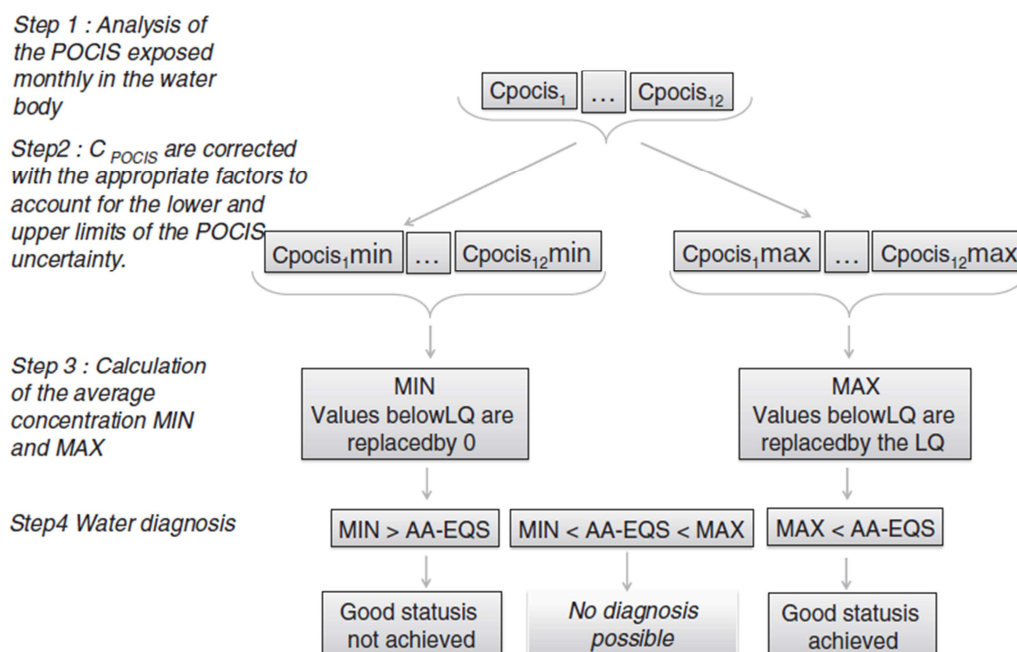 Step 1 : Analysis of
the POCIS exposed
monthly in the water
body
Cpocis₁ ... Cpocis₁₂
Step2 : C POCIS are corrected
with the appropriate factors to
account for the lower and
upper limits of the POCIS
uncertainty.
Cpocis₁min ... Cpocis₁₂min
Cpocis₁max ... Cpocis₁₂max
Step 3 : Calculation
of the average
concentration MIN
and MAX
MIN
Values belowLQ are
replacedby 0
MAX
Values belowLQ are
replacedby the LQ
Step4 Water diagnosis
MIN > AA-EQS
MIN < AA-EQS < MAX
MAX < AA-EQS
Good statusis
not achieved
No diagnosis
possible
Good statusis
achieved